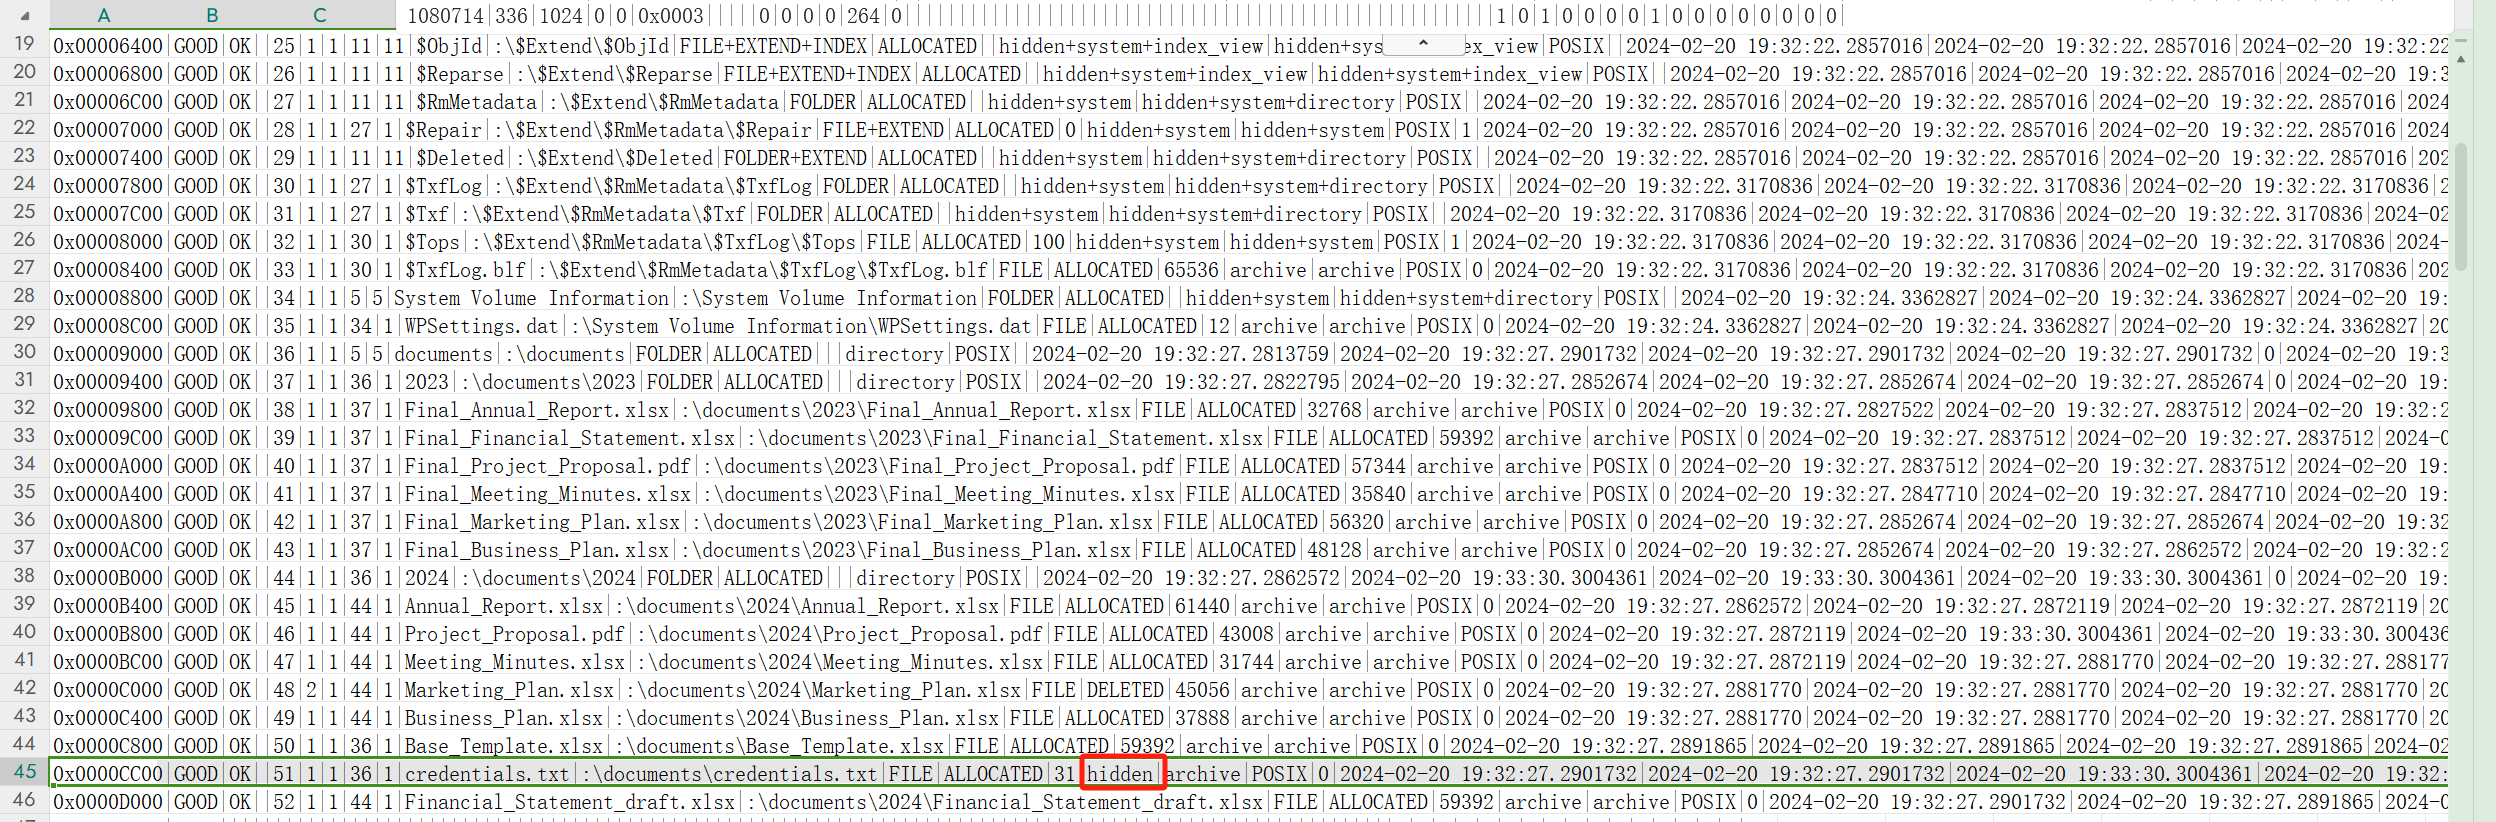 A B C 1080714|336|1024|0|0|0x0003||||0|0|0|0|264|0| |1|0|1|0|0|0|0|1|0|0|0|0|0|0|0|0|
19 0x00006400|GOOD|OK||25|1|1|11|11|$ObjId|:\$Extend\$ObjId|FILE+EXTEND+INDEX|ALLOCATED||hidden+system+index_view|hidden+sys ex_view|POSIX||2024-02-20 19:32:22.2857016|2024-02-20 19:32:22.2857016|2024-02-20 19:32:22
20 0x00006800|GOOD|OK||26|1|1|11|11|$Reparse|:\$Extend\$Reparse|FILE+EXTEND+INDEX|ALLOCATED||hidden+system+index_view|hidden+system+index_view|POSIX||2024-02-20 19:32:22.2857016|2024-02-20 19:32:22.2857016|2024-02-20 19:3
21 0x00006C00|GOOD|OK||27|1|1|11|11|$RmMetadata|:\$Extend\$RmMetadata|FOLDER|ALLOCATED||hidden+system|hidden+system+directory|POSIX||2024-02-20 19:32:22.2857016|2024-02-20 19:32:22.2857016|2024-02-20 19:32:22.2857016|2024
22 0x00007000|GOOD|OK||28|1|1|27|1|$Repair|:\$Extend\$RmMetadata\$Repair|FILE+EXTEND|ALLOCATED|0|hidden+system|hidden+system|POSIX|1|2024-02-20 19:32:22.2857016|2024-02-20 19:32:22.2857016|2024-02-20 19:32:22.2857016|2024
23 0x00007400|GOOD|OK||29|1|1|11|11|$Deleted|:\$Extend\$Deleted|FOLDER+EXTEND|ALLOCATED||hidden+system|hidden+system+directory|POSIX||2024-02-20 19:32:22.2857016|2024-02-20 19:32:22.2857016|2024-02-20 19:32:22.2857016|202
24 0x00007800|GOOD|OK||30|1|1|27|1|$TxfLog|:\$Extend\$RmMetadata\$TxfLog|FOLDER|ALLOCATED||hidden+system|hidden+system+directory|POSIX||2024-02-20 19:32:22.3170836|2024-02-20 19:32:22.3170836|2024-02-20 19:32:22.3170836|2
25 0x00007C00|GOOD|OK||31|1|1|27|1|$Txf|:\$Extend\$RmMetadata\$Txf|FOLDER|ALLOCATED||hidden+system|hidden+system+directory|POSIX||2024-02-20 19:32:22.3170836|2024-02-20 19:32:22.3170836|2024-02-20 19:32:22.3170836|2024-02
26 0x00008000|GOOD|OK||32|1|1|30|1|$Tops|:\$Extend\$RmMetadata\$TxfLog\$Tops|FILE|ALLOCATED|100|hidden+system|hidden+system|POSIX|1|2024-02-20 19:32:22.3170836|2024-02-20 19:32:22.3170836|2024-02-20 19:32:22.3170836|2024-
27 0x00008400|GOOD|OK||33|1|1|30|1|$TxfLog.blf|:\$Extend\$RmMetadata\$TxfLog\$TxfLog.blf|FILE|ALLOCATED|65536|archive|archive|POSIX|0|2024-02-20 19:32:22.3170836|2024-02-20 19:32:22.3170836|2024-02-20 19:32:22.3170836|202
28 0x00008800|GOOD|OK||34|1|1|5|5|System Volume Information|:\System Volume Information|FOLDER|ALLOCATED||hidden+system|hidden+system+directory|POSIX||2024-02-20 19:32:24.3362827|2024-02-20 19:32:24.3362827|2024-02-20 19:3
29 0x00008C00|GOOD|OK||35|1|1|34|1|WPSettings.dat|:\System Volume Information\WPSettings.dat|FILE|ALLOCATED|12|archive|archive|POSIX|0|2024-02-20 19:32:24.3362827|2024-02-20 19:32:24.3362827|2024-02-20 19:32:24.3362827|20
30 0x00009000|GOOD|OK||36|1|1|5|5|documents|:\documents|FOLDER|ALLOCATED|||directory|POSIX||2024-02-20 19:32:27.2813759|2024-02-20 19:32:27.2901732|2024-02-20 19:32:27.2901732|2024-02-20 19:32:27.2901732|0|2024-02-20 19:3
31 0x00009400|GOOD|OK||37|1|1|36|1|2023|:\documents\2023|FOLDER|ALLOCATED|||directory|POSIX||2024-02-20 19:32:27.2822795|2024-02-20 19:32:27.2852674|2024-02-20 19:32:27.2852674|2024-02-20 19:32:27.2852674|0|2024-02-20 19:
32 0x00009800|GOOD|OK||38|1|1|37|1|Final_Annual_Report.xlsx|:\documents\2023\Final_Annual_Report.xlsx|FILE|ALLOCATED|32768|archive|archive|POSIX|0|2024-02-20 19:32:27.2827522|2024-02-20 19:32:27.2837512|2024-02-20 19:32:2
33 0x00009C00|GOOD|OK||39|1|1|37|1|Final_Financial_Statement.xlsx|:\documents\2023\Final_Financial_Statement.xlsx|FILE|ALLOCATED|59392|archive|archive|POSIX|0|2024-02-20 19:32:27.2837512|2024-02-20 19:32:27.2837512|2024-0
34 0x0000A000|GOOD|OK||40|1|1|37|1|Final_Project_Proposal.pdf|:\documents\2023\Final_Project_Proposal.pdf|FILE|ALLOCATED|57344|archive|archive|POSIX|0|2024-02-20 19:32:27.2837512|2024-02-20 19:32:27.2837512|2024-02-20 19
35 0x0000A400|GOOD|OK||41|1|1|37|1|Final_Meeting_Minutes.xlsx|:\documents\2023\Final_Meeting_Minutes.xlsx|FILE|ALLOCATED|35840|archive|archive|POSIX|0|2024-02-20 19:32:27.2847710|2024-02-20 19:32:27.2847710|2024-02-20 19
36 0x0000A800|GOOD|OK||42|1|1|37|1|Final_Marketing_Plan.xlsx|:\documents\2023\Final_Marketing_Plan.xlsx|FILE|ALLOCATED|56320|archive|archive|POSIX|0|2024-02-20 19:32:27.2852674|2024-02-20 19:32:27.2852674|2024-02-20 19:32
37 0x0000AC00|GOOD|OK||43|1|1|37|1|Final_Business_Plan.xlsx|:\documents\2023\Final_Business_Plan.xlsx|FILE|ALLOCATED|48128|archive|archive|POSIX|0|2024-02-20 19:32:27.2852674|2024-02-20 19:32:27.2862572|2024-02-20 19:32:2
38 0x0000B000|GOOD|OK||44|1|1|36|1|2024|:\documents\2024|FOLDER|ALLOCATED|||directory|POSIX||2024-02-20 19:32:27.2862572|2024-02-20 19:33:30.3004361|2024-02-20 19:33:30.3004361|2024-02-20 19:33:30.3004361|0|2024-02-20 19:
39 0x0000B400|GOOD|OK||45|1|1|44|1|Annual_Report.xlsx|:\documents\2024\Annual_Report.xlsx|FILE|ALLOCATED|61440|archive|archive|POSIX|0|2024-02-20 19:32:27.2862572|2024-02-20 19:32:27.2872119|2024-02-20 19:32:27.2872119|20
40 0x0000B800|GOOD|OK||46|1|1|44|1|Project_Proposal.pdf|:\documents\2024\Project_Proposal.pdf|FILE|ALLOCATED|43008|archive|archive|POSIX|0|2024-02-20 19:32:27.2872119|2024-02-20 19:33:30.3004361|2024-02-20 19:33:30.300436
41 0x0000BC00|GOOD|OK||47|1|1|44|1|Meeting_Minutes.xlsx|:\documents\2024\Meeting_Minutes.xlsx|FILE|ALLOCATED|31744|archive|archive|POSIX|0|2024-02-20 19:32:27.2872119|2024-02-20 19:32:27.2881770|2024-02-20 19:32:27.288177
42 0x0000C000|GOOD|OK||48|2|1|44|1|Marketing_Plan.xlsx|:\documents\2024\Marketing_Plan.xlsx|FILE|DELETED|45056|archive|archive|POSIX|0|2024-02-20 19:32:27.2881770|2024-02-20 19:32:27.2881770|2024-02-20 19:32:27.2881770|20
43 0x0000C400|GOOD|OK||49|1|1|44|1|Business_Plan.xlsx|:\documents\2024\Business_Plan.xlsx|FILE|ALLOCATED|37888|archive|archive|POSIX|0|2024-02-20 19:32:27.2881770|2024-02-20 19:32:27.2881770|2024-02-20 19:32:27.2881770|20
44 0x0000C800|GOOD|OK||50|1|1|36|1|Base_Template.xlsx|:\documents\Base_Template.xlsx|FILE|ALLOCATED|59392|archive|archive|POSIX|0|2024-02-20 19:32:27.2891865|2024-02-20 19:32:27.2891865|2024-02-20 19:32:27.2891865|2024-02
45 0x0000CC00|GOOD|OK||51|1|1|36|1|credentials.txt|:\documents\credentials.txt|FILE|ALLOCATED|31|hidden|archive|POSIX|0|2024-02-20 19:32:27.2901732|2024-02-20 19:32:27.2901732|2024-02-20 19:33:30.3004361|2024-02-20 19:32:
46 0x0000D000|GOOD|OK||52|1|1|44|1|Financial_Statement_draft.xlsx|:\documents\2024\Financial_Statement_draft.xlsx|FILE|ALLOCATED|59392|archive|archive|POSIX|0|2024-02-20 19:32:27.2901732|2024-02-20 19:32:27.2891865|2024-0